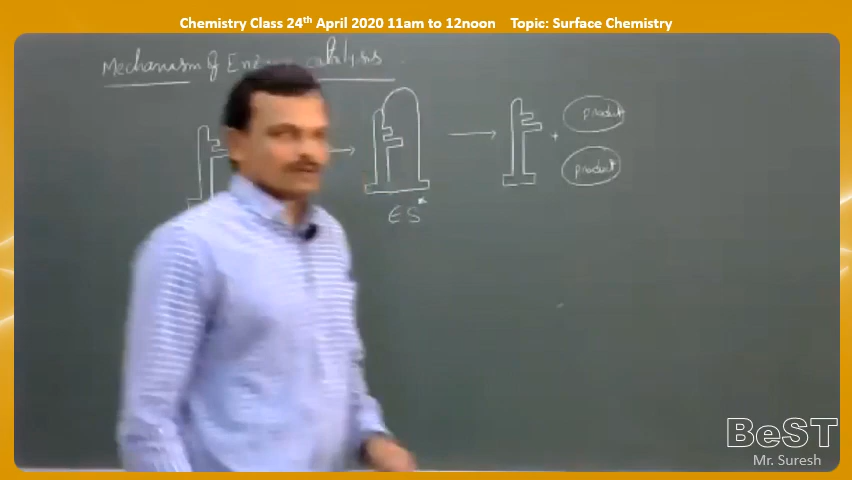 Chemistry Class 24th April 2020 11am to 12noon Topic: Surface Chemistry
Mechanism of catalysis
product
+
product
ES*
BeST
Mr. Suresh